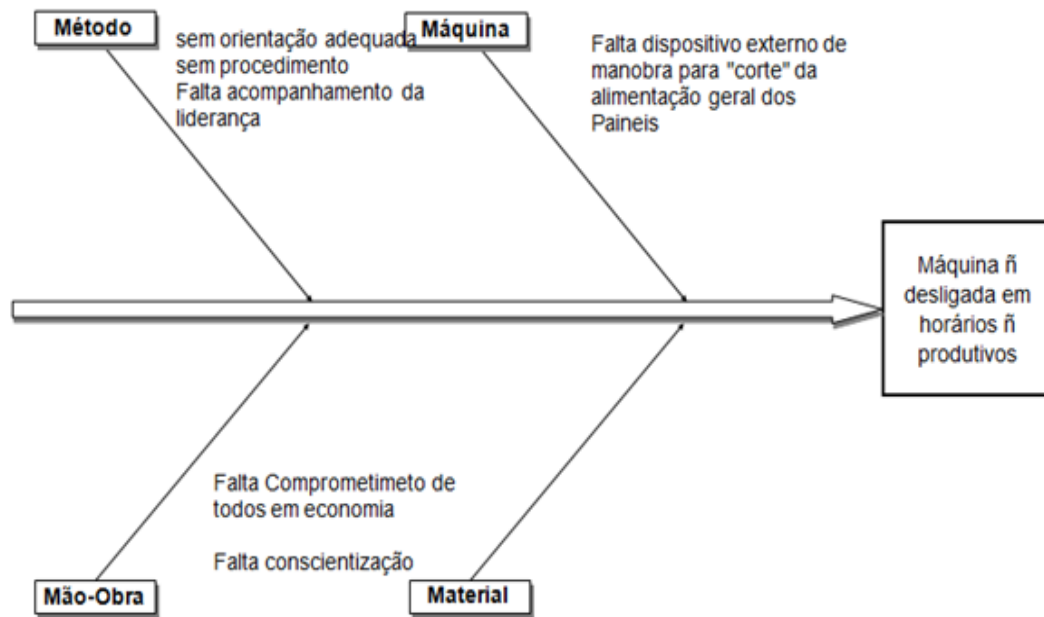 Método
sem orientação adequada
sem procedimento
Falta acompanhamento da
liderança
Máquina
Falta dispositivo externo de
manobra para "corte" da
alimentação geral dos
Paineis
Máquina ñ
desligada em
horários ñ
produtivos
Falta Comprometimeto de
todos em economia
Falta conscientização
Mão-Obra
Material